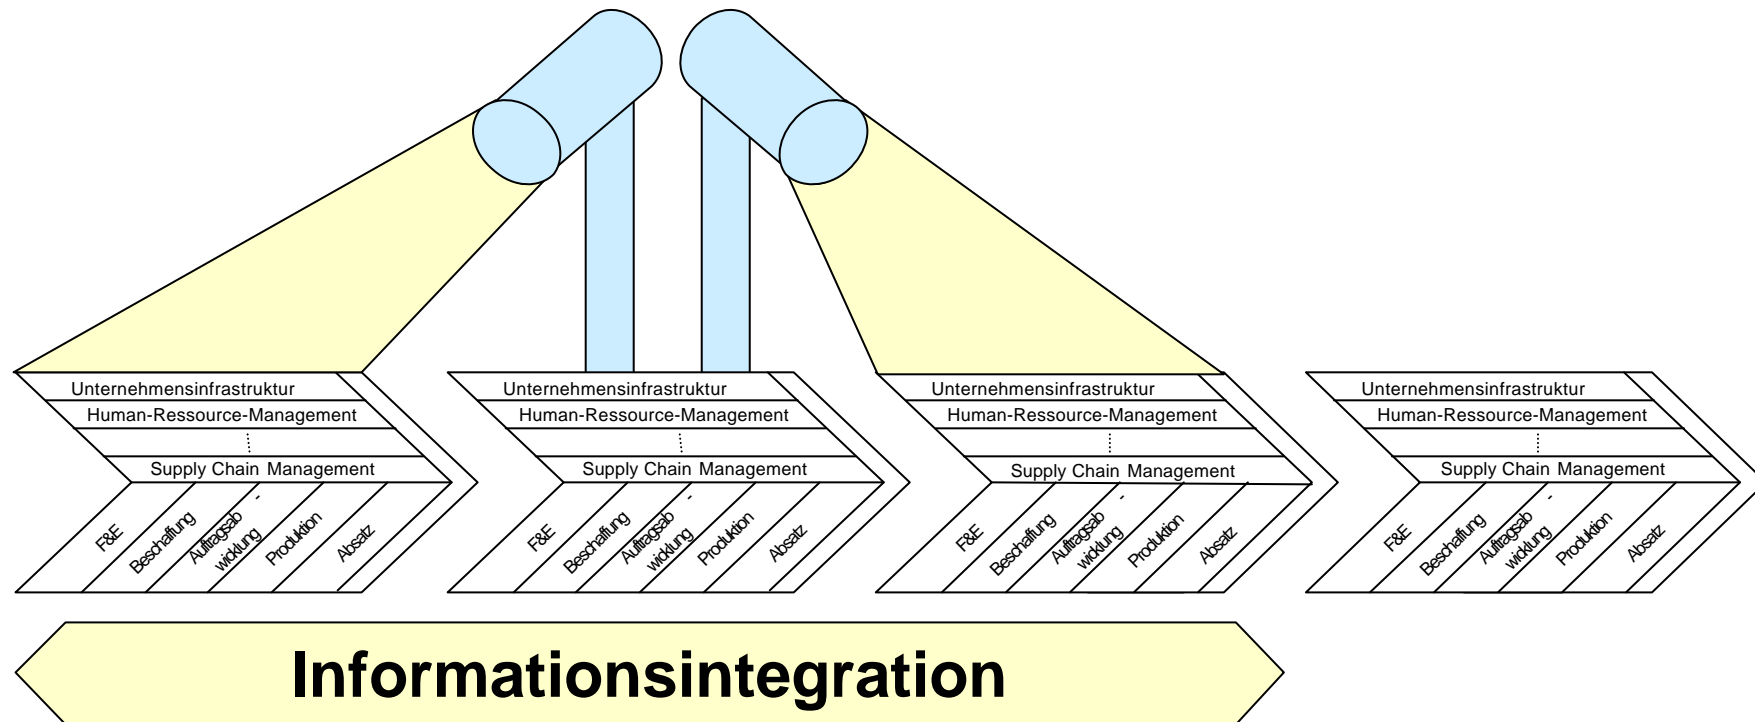 Unternehmensinfrastruktur
Human-Ressource-Management
Supply Chain Management
F&E
Beschaffung
Auftragsab-
wicklung
Produktion
Absatz
Unternehmensinfrastruktur
Human-Ressource-Management
Supply Chain Management
F&E
Beschaffung
Auftragsab-
wicklung
Produktion
Absatz
Unternehmensinfrastruktur
Human-Ressource-Management
Supply Chain Management
F&E
Beschaffung
Auftragsab-
wicklung
Produktion
Absatz
Unternehmensinfrastruktur
Human-Ressource-Management
Supply Chain Management
F&E
Beschaffung
Auftragsab-
wicklung
Produktion
Absatz
Informationsintegration